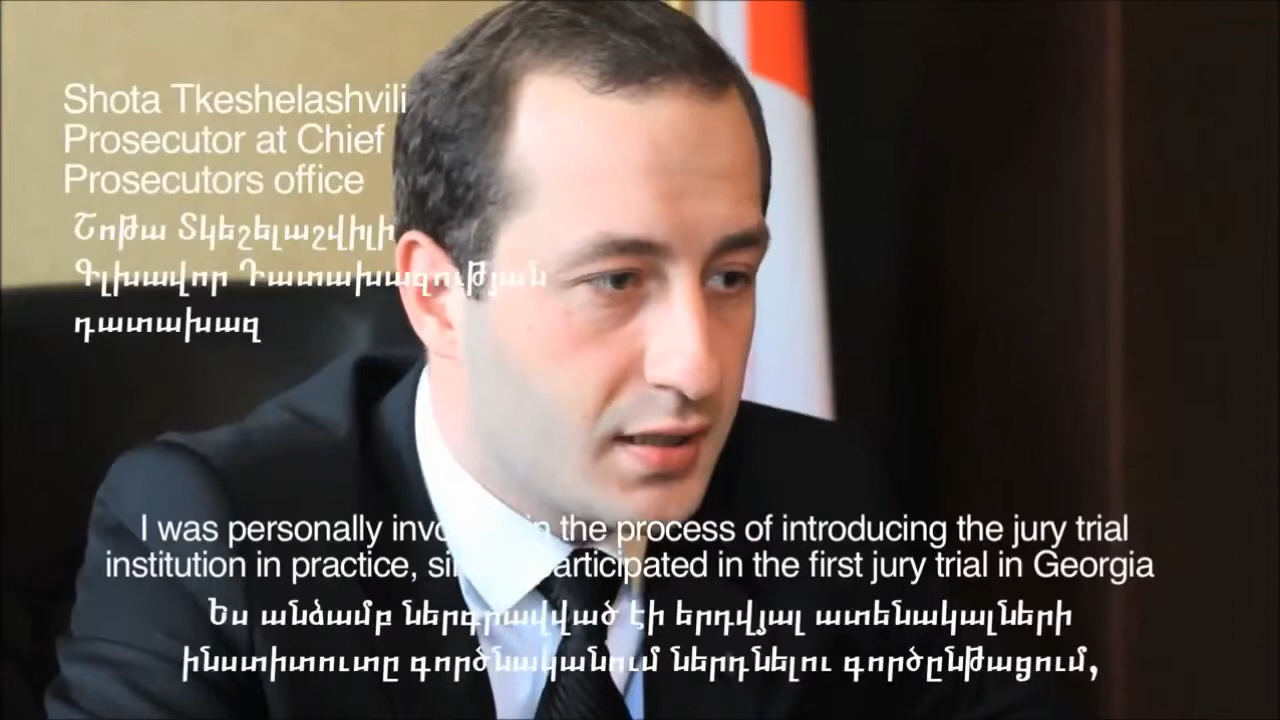 Shota Tkeshelashvili
Prosecutor at Chief
Prosecutors office
Շոթա Տկեշելաշվիլի
Գլխավոր Դատախազության
դատախազ
I was personally involved in the process of introducing the jury trial
institution in practice, since I participated in the first jury trial in Georgia
Ես անձամբ ներգրավված էի երդվյալ ատենակալների
ինստիտուտը գործնականում ներդնելու գործընթացում,